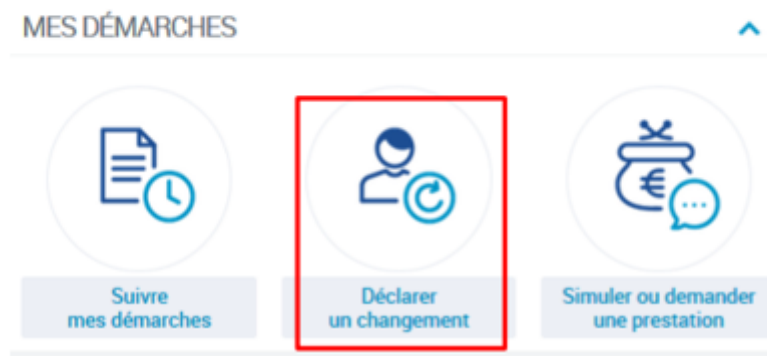 MES DÉMARCHES
Suivre
mes démarches
Déclarer
un changement
Simuler ou demander
une prestation